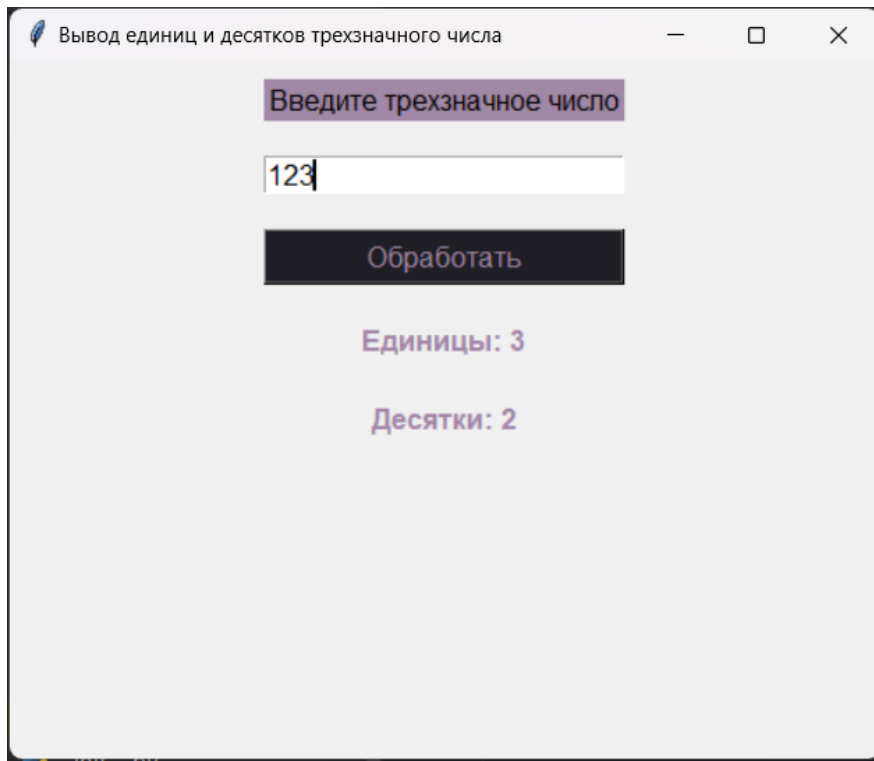 Вывод единиц и десятков трехзначного числа
Введите трехзначное число
123
Обработать
Единицы: 3
Десятки: 2